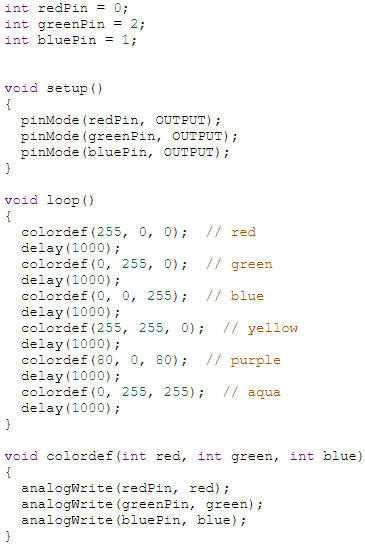 int redPin = 0;
int greenPin = 2;
int bluePin = 1;
void setup()
{
  pinMode(redPin, OUTPUT);
  pinMode(greenPin, OUTPUT);
  pinMode(bluePin, OUTPUT);
}
void loop()
{
  colordef(255, 0, 0);  // red
  delay(1000);
  colordef(0, 255, 0);  // green
  delay(1000);
  colordef(0, 0, 255);  // blue
  delay(1000);
  colordef(255, 255, 0);  // yellow
  delay(1000);
  colordef(80, 0, 80);  // purple
  delay(1000);
  colordef(0, 255, 255);  // aqua
  delay(1000);
}
void colordef(int red, int green, int blue)
{
  analogWrite(redPin, red);
  analogWrite(greenPin, green);
  analogWrite(bluePin, blue);
}